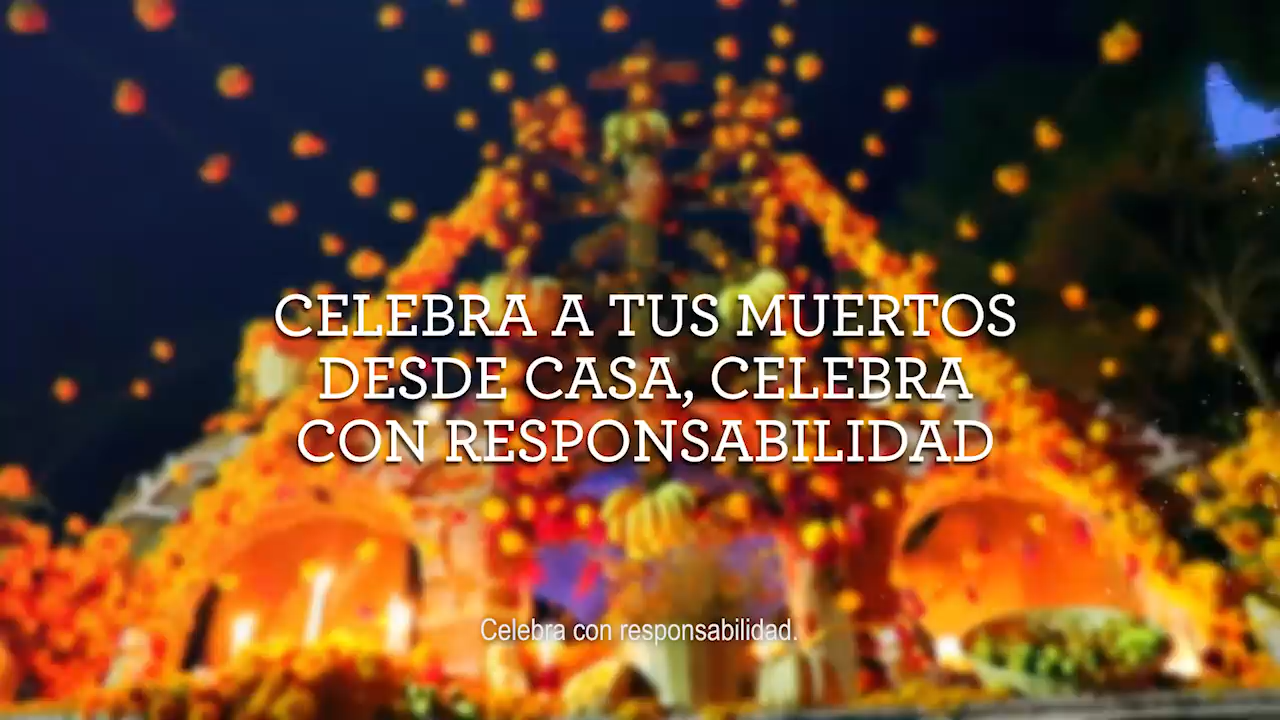 CELEBRA A TUS MUERTOS
DESDE CASA, CELEBRA
CON RESPONSABILIDAD
Celebra con responsabilidad.